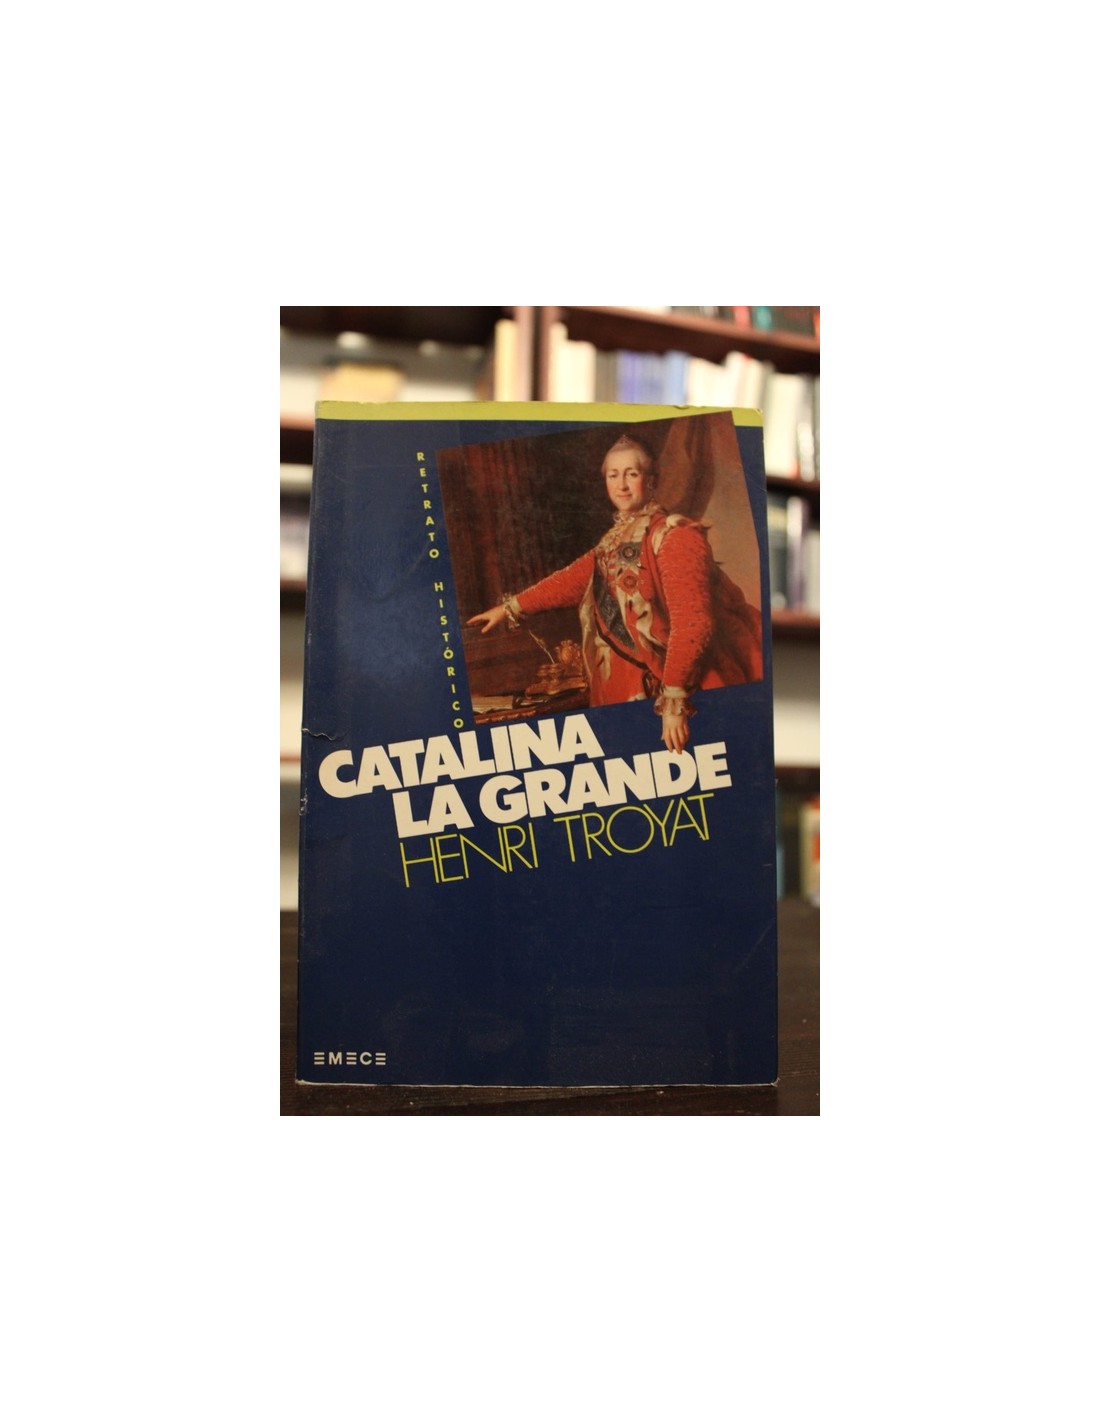 RETRATO HISTÓRICO
CATALINA
LA GRANDE
HENRI TROYAT
EMECE